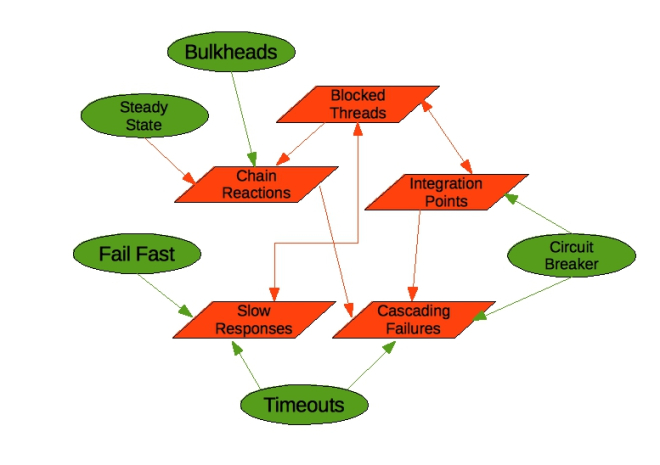 Bulkheads
Blocked
Threads
Steady
State
Chain
Reactions
Integration
Points
Fail Fast
Circuit
Breaker
Slow
Responses
Cascading
Failures
Timeouts